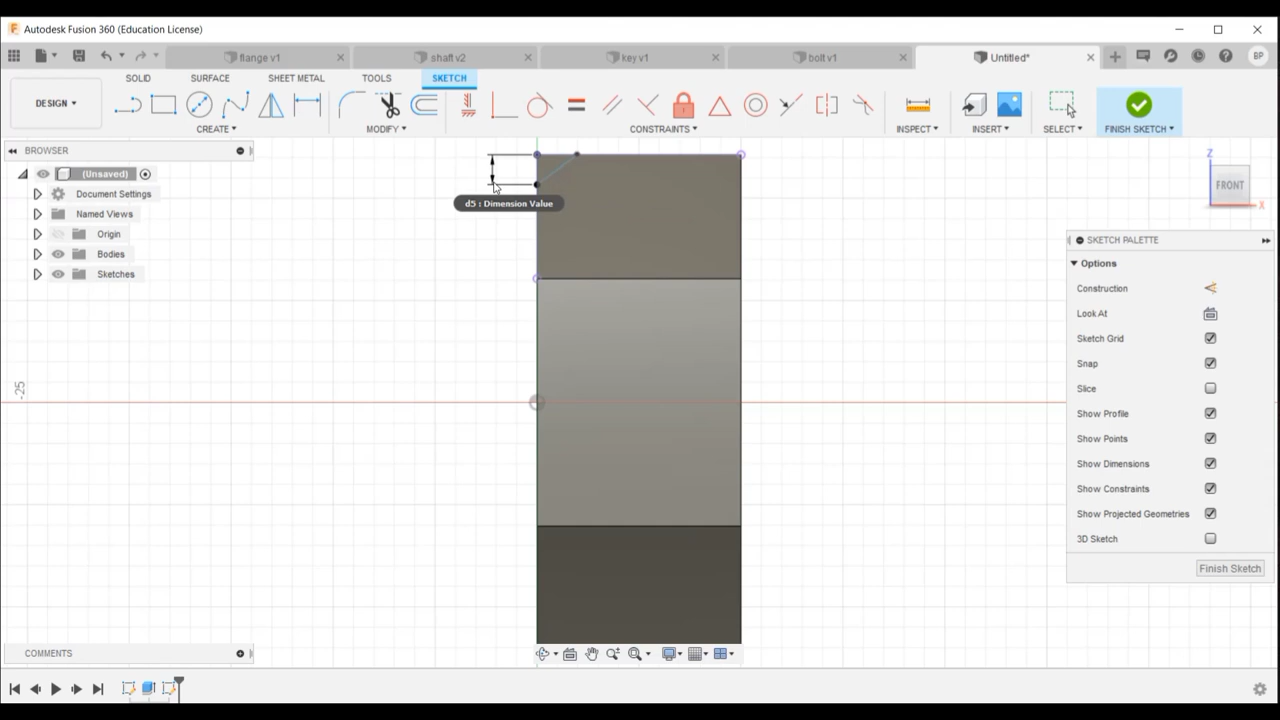 Autodesk Fusion 360 (Education License)
flange v1
shaft v2
key v1
bolt v1
Untitled*
BP
SOLID
SURFACE
SHEET METAL
TOOLS
SKETCH
DESIGN
CREATE
MODIFY
CONSTRAINTS
INSPECT
INSERT
SELECT
FINISH SKETCH
BROWSER
(Unsaved)
Document Settings
Named Views
Origin
Bodies
Sketches
d5 : Dimension Value
Z
FRONT
X
-25
SKETCH PALETTE
Options
Construction
Look At
Sketch Grid
Snap
Slice
Show Profile
Show Points
Show Dimensions
Show Constraints
Show Projected Geometries
3D Sketch
Finish Sketch
COMMENTS